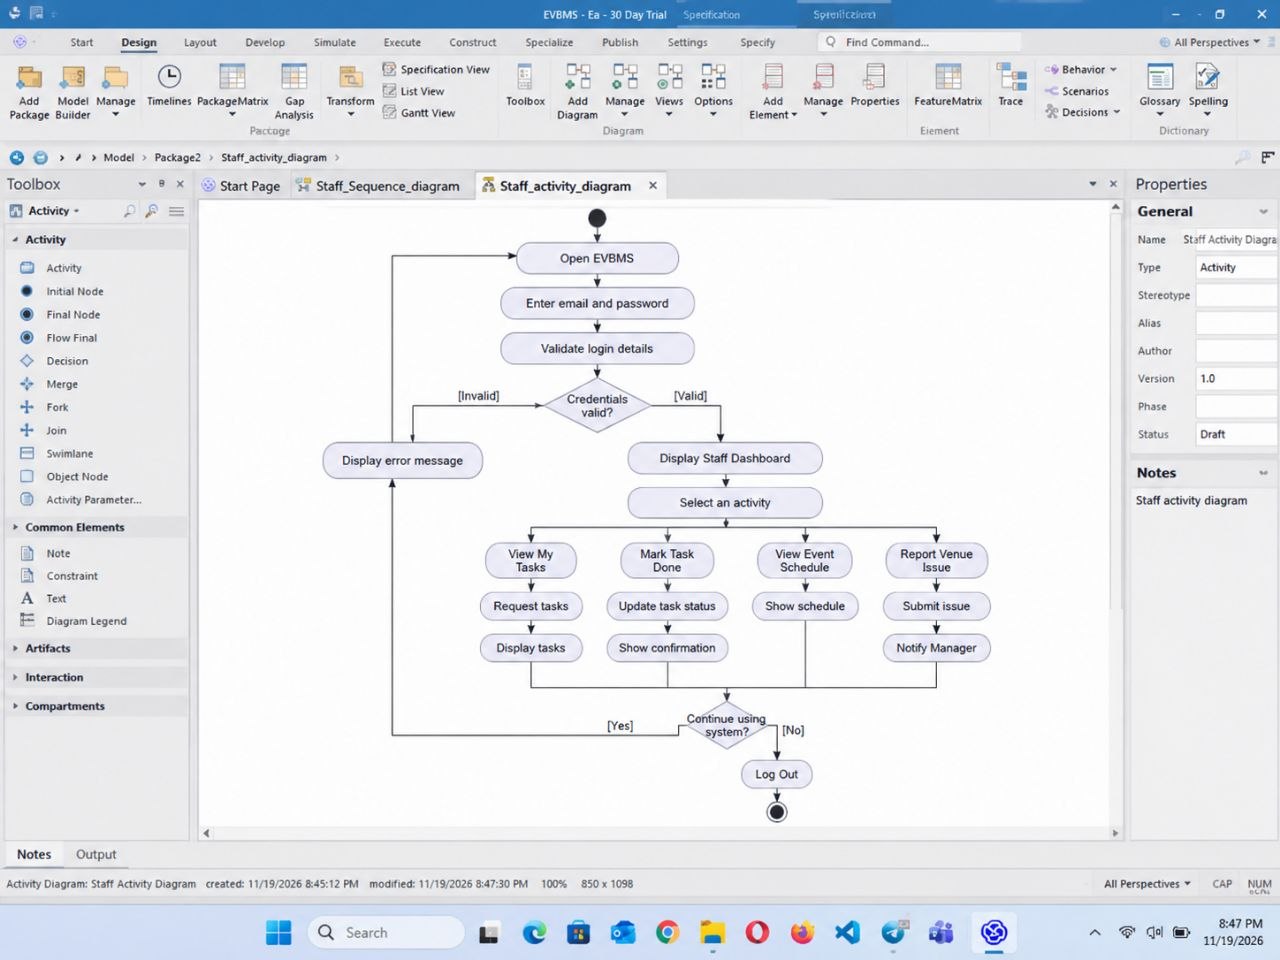 EVBMS - Ea - 30 Day Trial
Specification
Start
Design
Layout
Develop
Simulate
Execute
Construct
Specialize
Publish
Settings
Specify
Find Command...
All Perspectives
Add Package
Model Builder
Manage
Timelines
PackageMatrix
Gap Analysis
Transform
Specification View
List View
Gantt View
Toolbox
Add Diagram
Manage
Views
Options
Add Element
Manage
Properties
FeatureMatrix
Trace
Behavior
Scenarios
Decisions
Glossary
Spelling
Diagram
Element
Dictionary
Model
Package2
Staff_activity_diagram
Toolbox
Start Page
Staff_Sequence_diagram
Staff_activity_diagram
Properties
Activity
Activity
Activity
Initial Node
Final Node
Flow Final
Decision
Merge
Fork
Join
Swimlane
Object Node
Activity Parameter...
Common Elements
Note
Constraint
Text
Diagram Legend
Artifacts
Interaction
Compartments
Open EVBMS
Enter email and password
Validate login details
Credentials
valid?
[Invalid]
[Valid]
Display error message
Display Staff Dashboard
Select an activity
View My
Tasks
Mark Task
Done
View Event
Schedule
Report Venue
Issue
Request tasks
Update task status
Show schedule
Submit issue
Display tasks
Show confirmation
Notify Manager
Continue using
system?
[Yes]
[No]
Log Out
General
Name Staff Activity Diagra
Type Activity
Stereotype
Alias
Author
Version 1.0
Phase
Status Draft
Notes
Staff activity diagram
Notes
Output
Activity Diagram: Staff Activity Diagram created: 11/19/2026 8:45:12 PM modified: 11/19/2026 8:47:30 PM 100% 850 x 1098
All Perspectives
CAP
NUM
Search
8:47 PM
11/19/2026